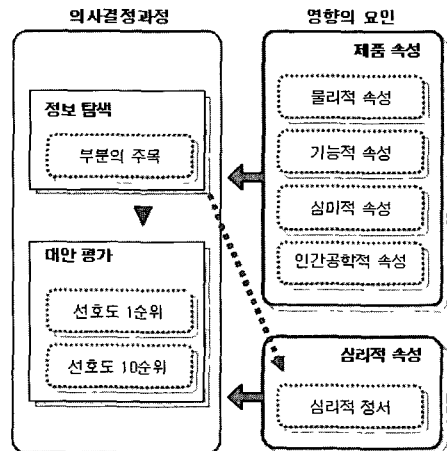 의사결정과정
정보 탐색
부분의 주목
대안 평가
선호도 1순위
선호도 10순위
영향의 요인
제품 속성
물리적 속성
기능적 속성
심미적 속성
인간공학적 속성
심리적 속성
심리적 정서